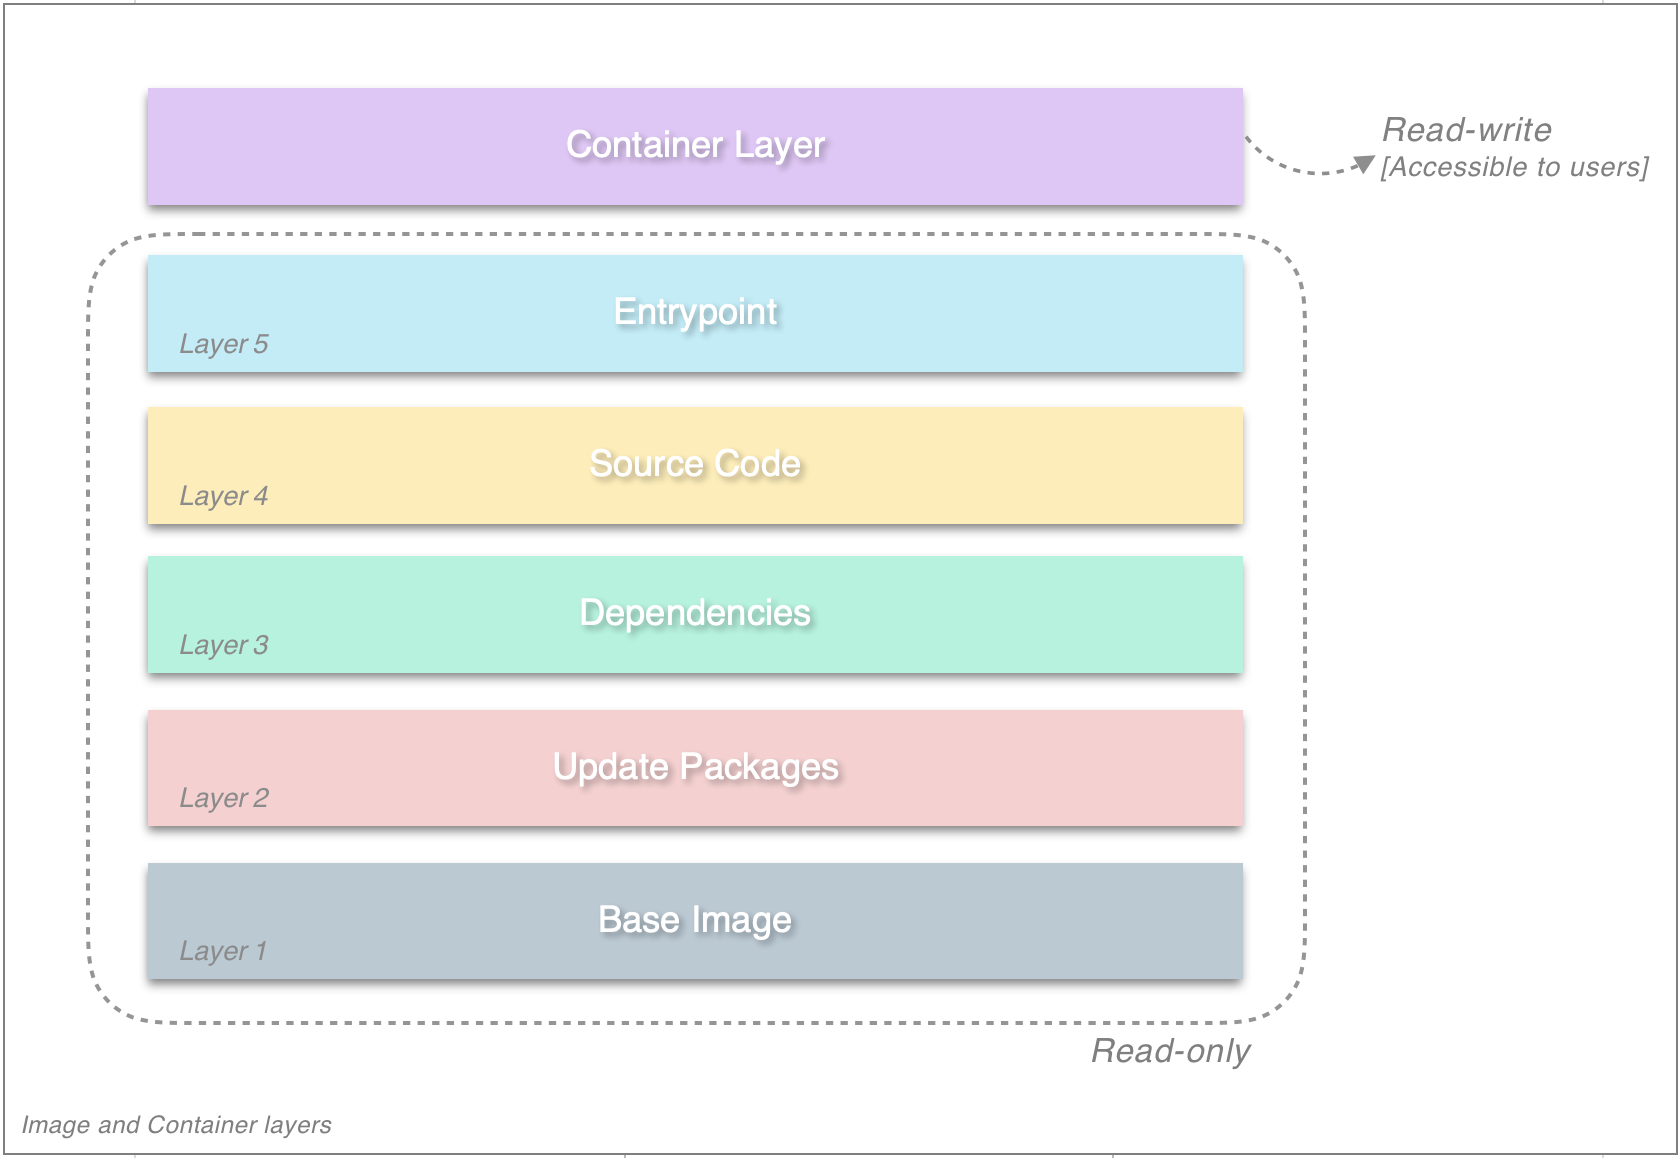 Container Layer
Read-write
[Accessible to users]
Entrypoint
Layer 5
Source Code
Layer 4
Dependencies
Layer 3
Update Packages
Layer 2
Base Image
Layer 1
Read-only
Image and Container layers